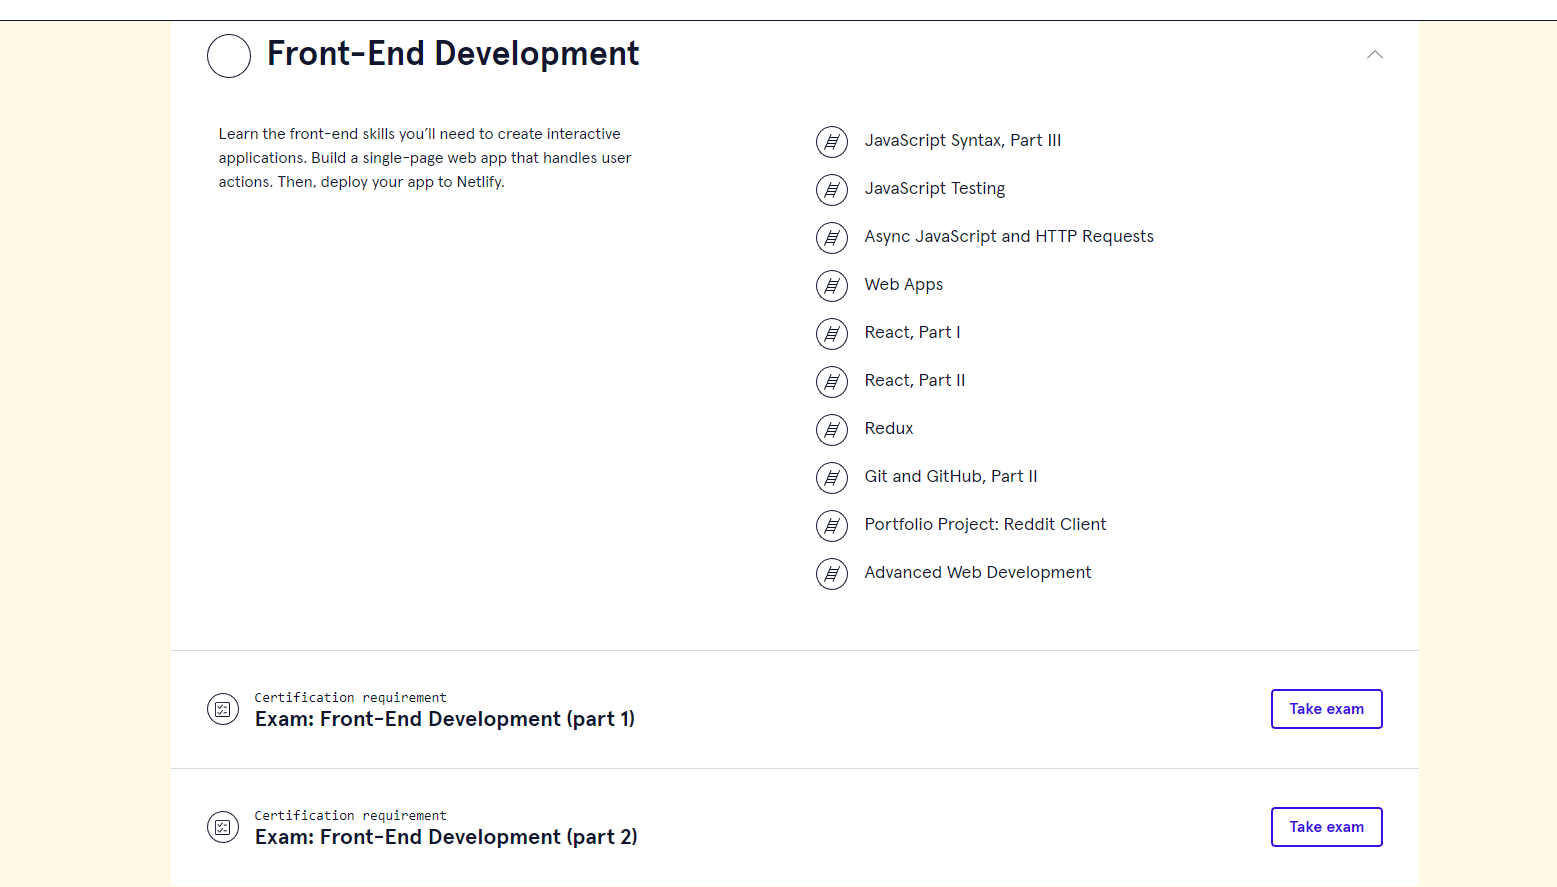 Front-End Development
Learn the front-end skills you’ll need to create interactive
applications. Build a single-page web app that handles user
actions. Then, deploy your app to Netlify.
JavaScript Syntax, Part III
JavaScript Testing
Async JavaScript and HTTP Requests
Web Apps
React, Part I
React, Part II
Redux
Git and GitHub, Part II
Portfolio Project: Reddit Client
Advanced Web Development
Certification requirement
Exam: Front-End Development (part 1)
Take exam
Certification requirement
Exam: Front-End Development (part 2)
Take exam